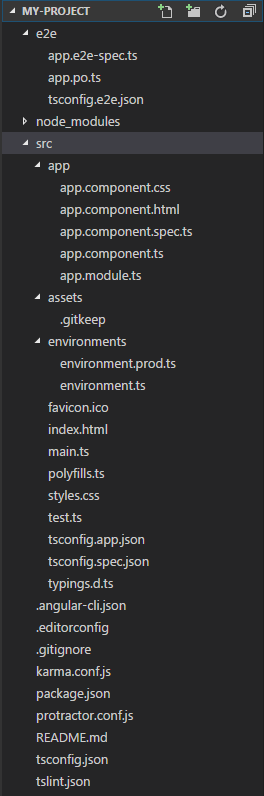 MY-PROJECT
e2e
app.e2e-spec.ts
app.po.ts
tsconfig.e2e.json
node_modules
src
app
app.component.css
app.component.html
app.component.spec.ts
app.component.ts
app.module.ts
assets
.gitkeep
environments
environment.prod.ts
environment.ts
favicon.ico
index.html
main.ts
polyfills.ts
styles.css
test.ts
tsconfig.app.json
tsconfig.spec.json
typings.d.ts
.angular-cli.json
.editorconfig
.gitignore
karma.conf.js
package.json
protractor.conf.js
README.md
tsconfig.json
tslint.json